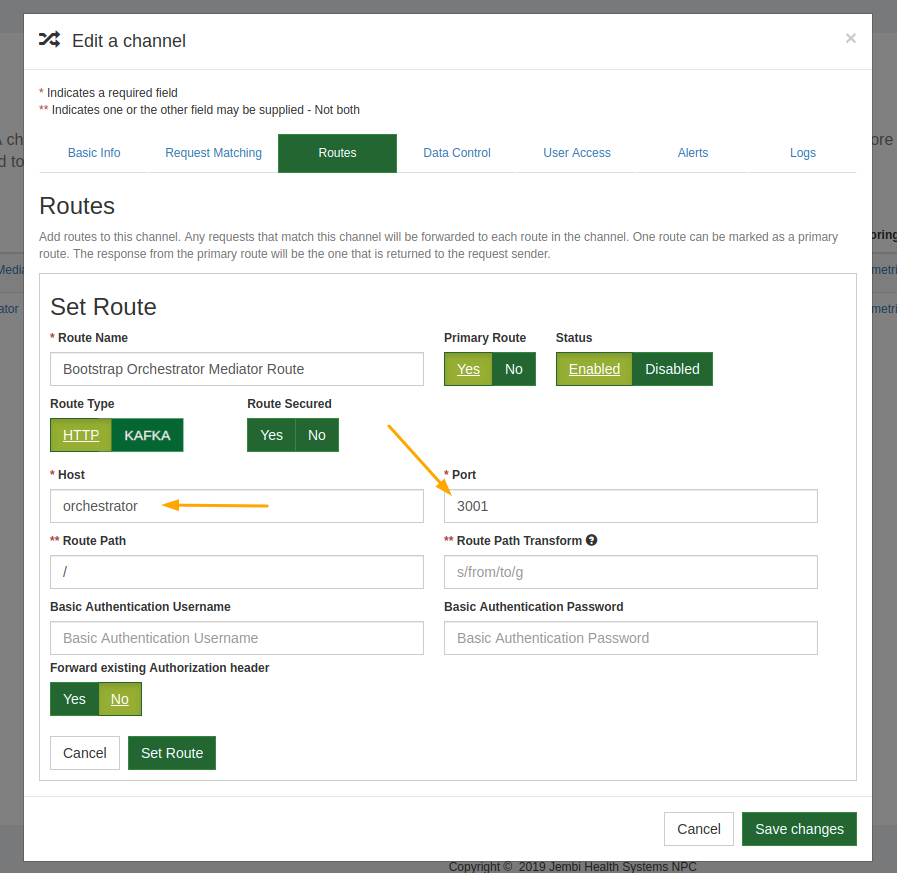 Edit a channel ×
* Indicates a required field
** Indicates one or the other field may be supplied - Not both
Basic Info Request Matching Routes Data Control User Access Alerts Logs
Routes
Add routes to this channel. Any requests that match this channel will be forwarded to each route in the channel. One route can be marked as a primary
route. The response from the primary route will be the one that is returned to the request sender.
Set Route
* Route Name Primary Route Status
Bootstrap Orchestrator Mediator Route Yes No Enabled Disabled
Route Type Route Secured
HTTP KAFKA Yes No
* Host * Port
orchestrator 3001
** Route Path ** Route Path Transform ?
/ s/from/to/g
Basic Authentication Username Basic Authentication Password
Basic Authentication Username Basic Authentication Password
Forward existing Authorization header
Yes No
Cancel Set Route
Cancel Save changes
Copyright © 2019 Jembi Health Systems NPC